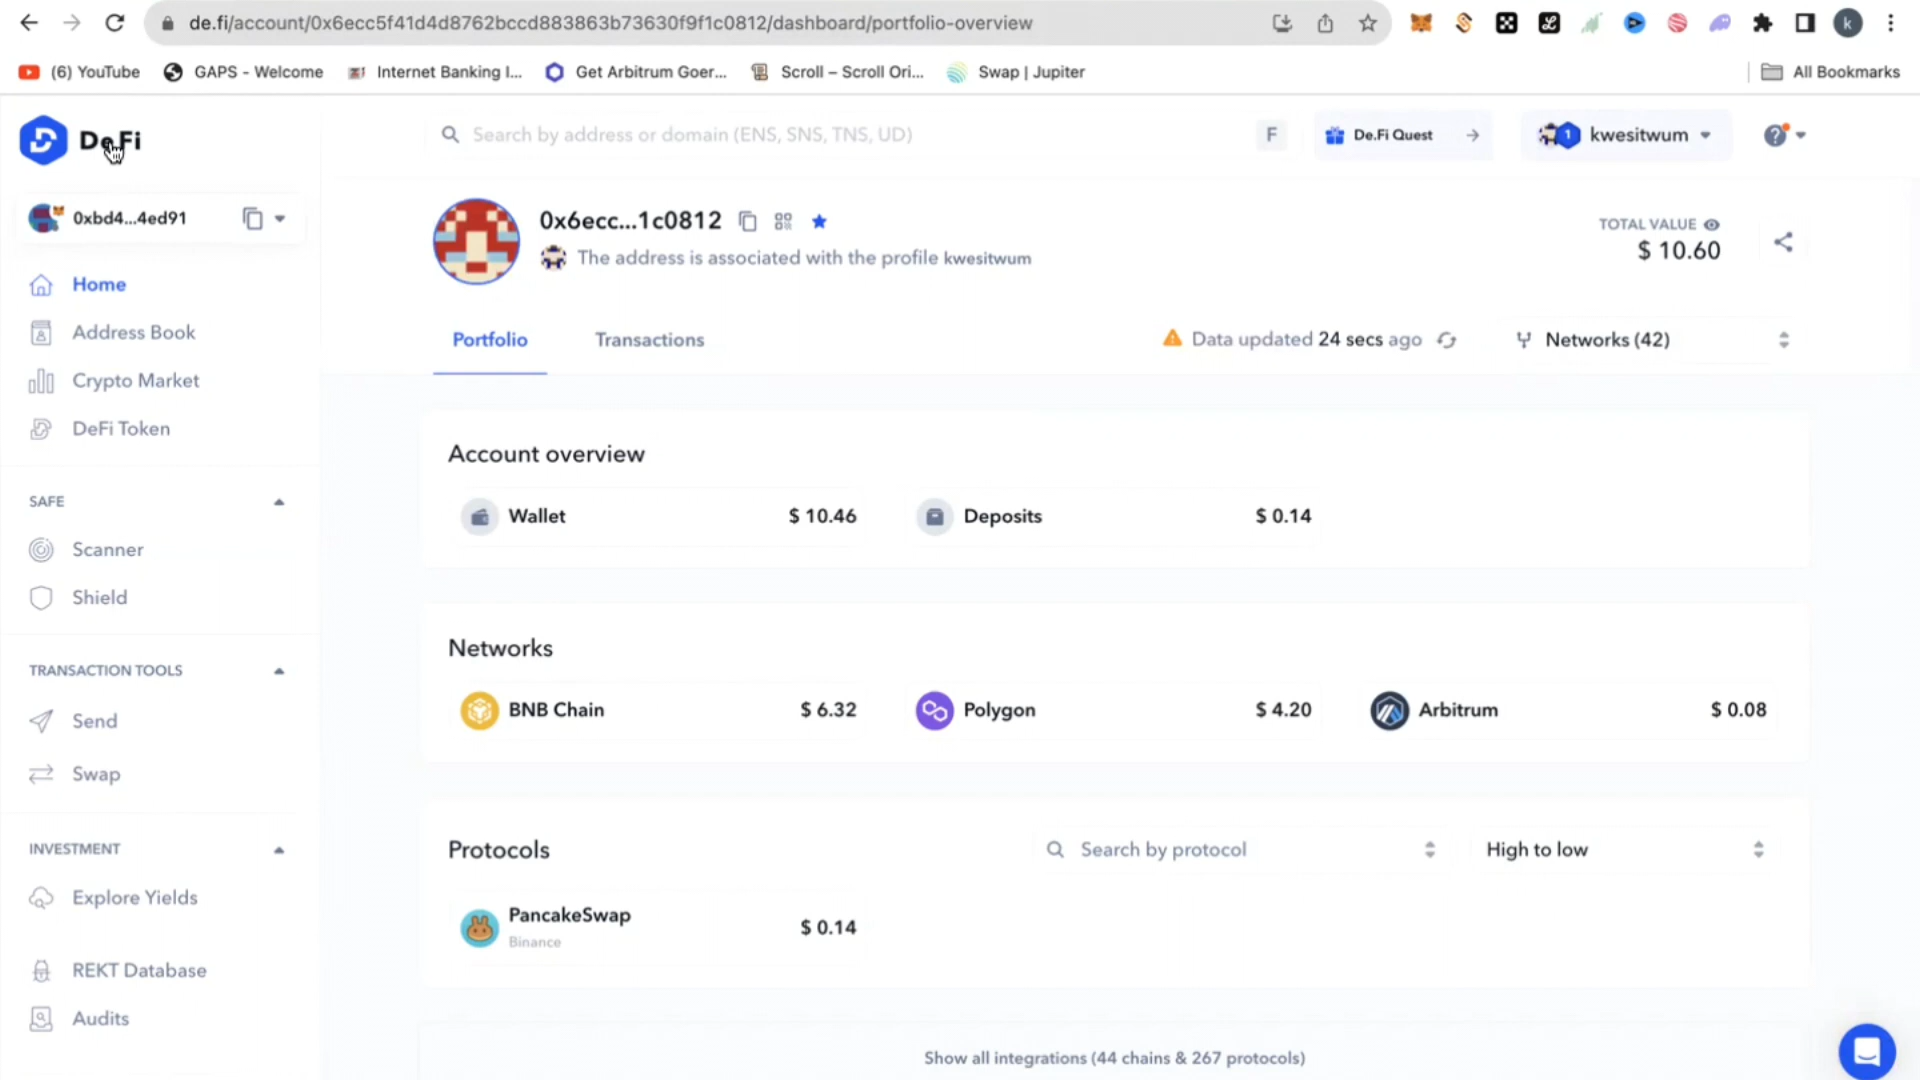 de.fi/account/0x6ecc5f41d4d8762bccd883863b73630f9f1c0812/dashboard/portfolio-overview
k
(6) YouTube
GAPS - Welcome
Internet Banking I...
Get Arbitrum Goer...
Scroll – Scroll Ori...
Swap | Jupiter
All Bookmarks
De.Fi
Search by address or domain (ENS, SNS, TNS, UD)
F
De.Fi Quest
1
kwesitwum
?
0xbd4...4ed91
0x6ecc...1c0812
The address is associated with the profile kwesitwum
TOTAL VALUE
$ 10.60
Home
Address Book
Crypto Market
DeFi Token
SAFE
Scanner
Shield
TRANSACTION TOOLS
Send
Swap
INVESTMENT
Explore Yields
REKT Database
Audits
Portfolio
Transactions
Data updated 24 secs ago
Networks (42)
Account overview
Wallet
$ 10.46
Deposits
$ 0.14
Networks
BNB Chain
$ 6.32
Polygon
$ 4.20
Arbitrum
$ 0.08
Protocols
Search by protocol
High to low
PancakeSwap
Binance
$ 0.14
Show all integrations (44 chains & 267 protocols)